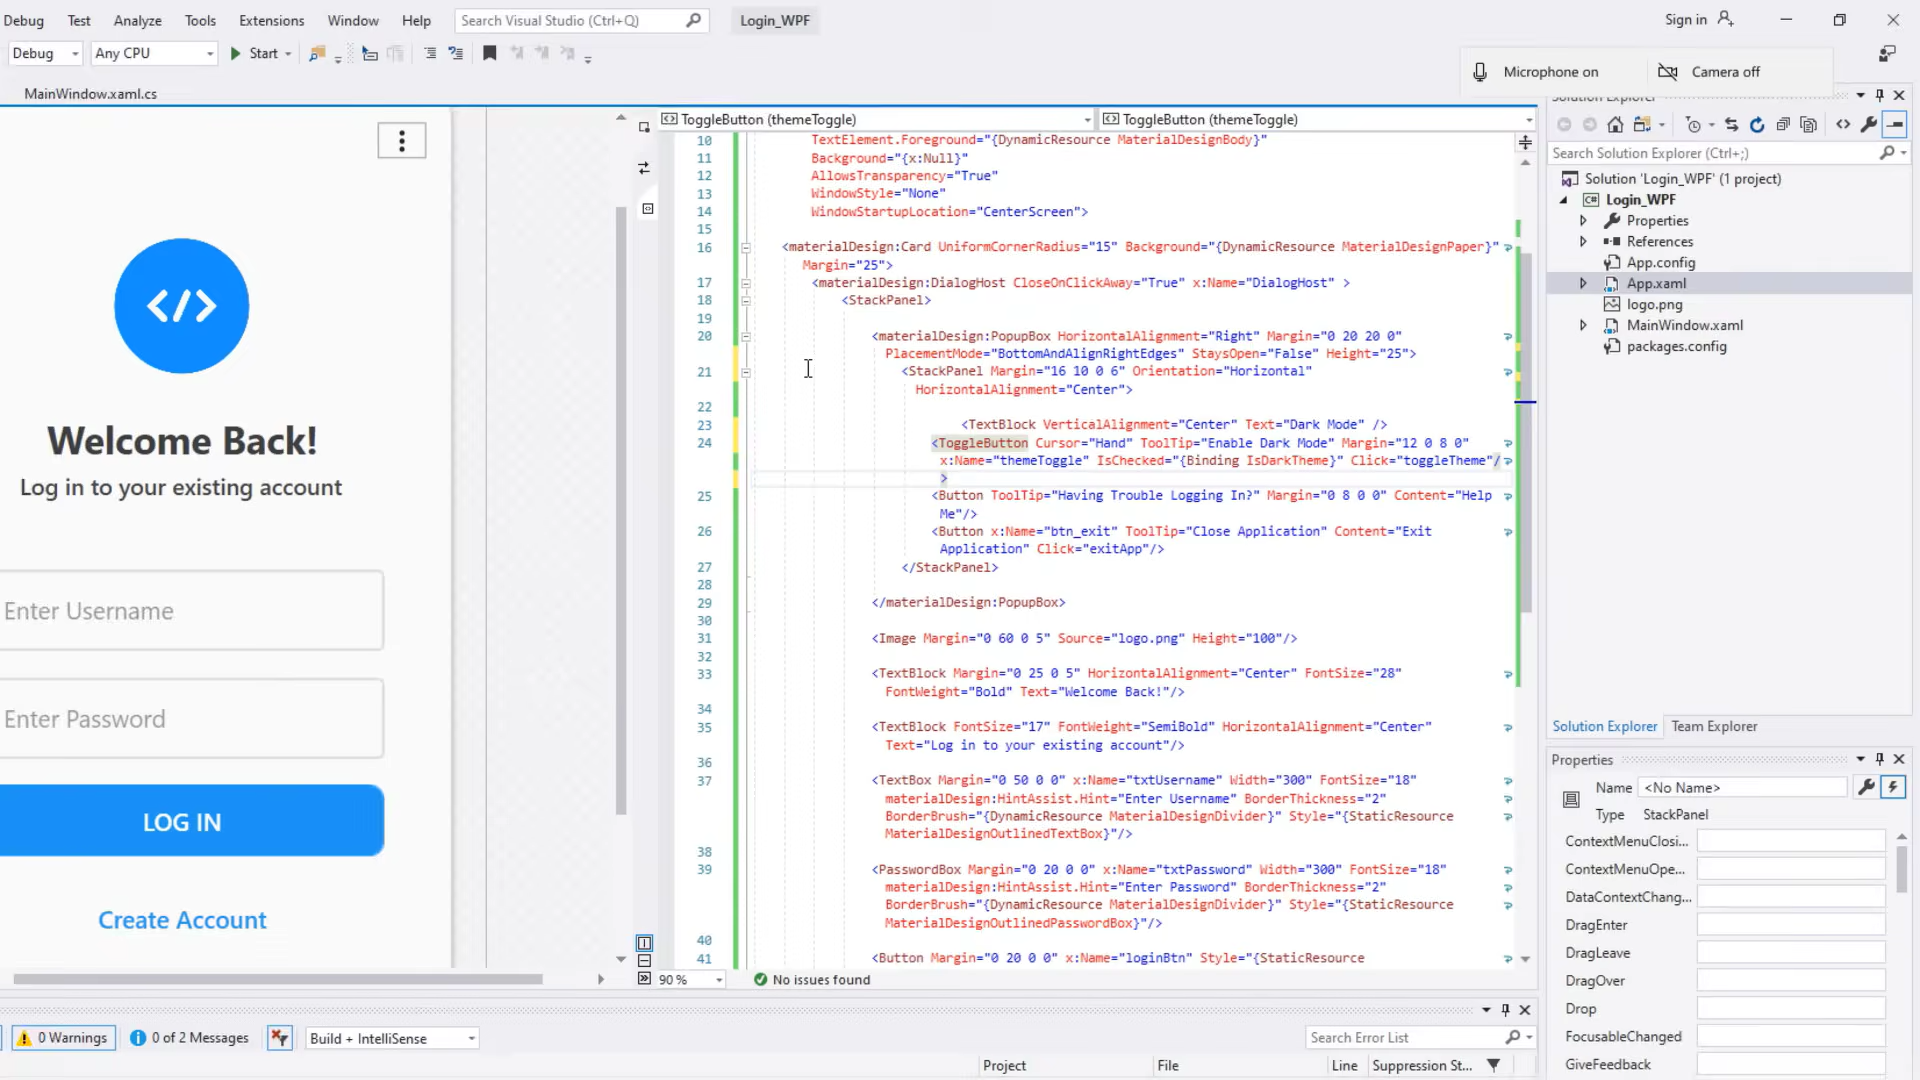 Debug Test Analyze Tools Extensions Window Help Search Visual Studio (Ctrl+Q) Login_WPF Sign in
Debug Any CPU Start
Microphone on Camera off
MainWindow.xaml.cs
Welcome Back!
Log in to your existing account
Enter Username
Enter Password
LOG IN
Create Account
ToggleButton (themeToggle) ToggleButton (themeToggle)
10 TextElement.Foreground="{DynamicResource MaterialDesignBody}"
11 Background="{x:Null}"
12 AllowsTransparency="True"
13 WindowStyle="None"
14 WindowStartupLocation="CenterScreen">
15
16 <materialDesign:Card UniformCornerRadius="15" Background="{DynamicResource MaterialDesignPaper}"
Margin="25">
17 <materialDesign:DialogHost CloseOnClickAway="True" x:Name="DialogHost" >
18 <StackPanel>
19
20 <materialDesign:PopupBox HorizontalAlignment="Right" Margin="0 20 20 0"
PlacementMode="BottomAndAlignRightEdges" StaysOpen="False" Height="25">
21 <StackPanel Margin="16 10 0 6" Orientation="Horizontal"
HorizontalAlignment="Center">
22
23 <TextBlock VerticalAlignment="Center" Text="Dark Mode" />
24 <ToggleButton Cursor="Hand" ToolTip="Enable Dark Mode" Margin="12 0 8 0"
x:Name="themeToggle" IsChecked="{Binding IsDarkTheme}" Click="toggleTheme"/
>
25 <Button ToolTip="Having Trouble Logging In?" Margin="0 8 0 0" Content="Help
Me"/>
26 <Button x:Name="btn_exit" ToolTip="Close Application" Content="Exit
Application" Click="exitApp"/>
27 </StackPanel>
28
29 </materialDesign:PopupBox>
30
31 <Image Margin="0 60 0 5" Source="logo.png" Height="100"/>
32
33 <TextBlock Margin="0 25 0 5" HorizontalAlignment="Center" FontSize="28"
FontWeight="Bold" Text="Welcome Back!"/>
34
35 <TextBlock FontSize="17" FontWeight="SemiBold" HorizontalAlignment="Center"
Text="Log in to your existing account"/>
36
37 <TextBox Margin="0 50 0 0" x:Name="txtUsername" Width="300" FontSize="18"
materialDesign:HintAssist.Hint="Enter Username" BorderThickness="2"
BorderBrush="{DynamicResource MaterialDesignDivider}" Style="{StaticResource
MaterialDesignOutlinedTextBox}"/>
38
39 <PasswordBox Margin="0 20 0 0" x:Name="txtPassword" Width="300" FontSize="18"
materialDesign:HintAssist.Hint="Enter Password" BorderThickness="2"
BorderBrush="{DynamicResource MaterialDesignDivider}" Style="{StaticResource
MaterialDesignOutlinedPasswordBox}"/>
40
41 <Button Margin="0 20 0 0" x:Name="loginBtn" Style="{StaticResource
90 % No issues found
Solution Explorer
Search Solution Explorer (Ctrl+;)
Solution 'Login_WPF' (1 project)
Login_WPF
Properties
References
App.config
App.xaml
logo.png
MainWindow.xaml
packages.config
Solution Explorer Team Explorer
Properties
Name <No Name>
Type StackPanel
ContextMenuClosi...
ContextMenuOpe...
DataContextChang...
DragEnter
DragLeave
DragOver
Drop
FocusableChanged
GiveFeedback
0 Warnings 0 of 2 Messages Build + IntelliSense Search Error List
Project File Line Suppression St...